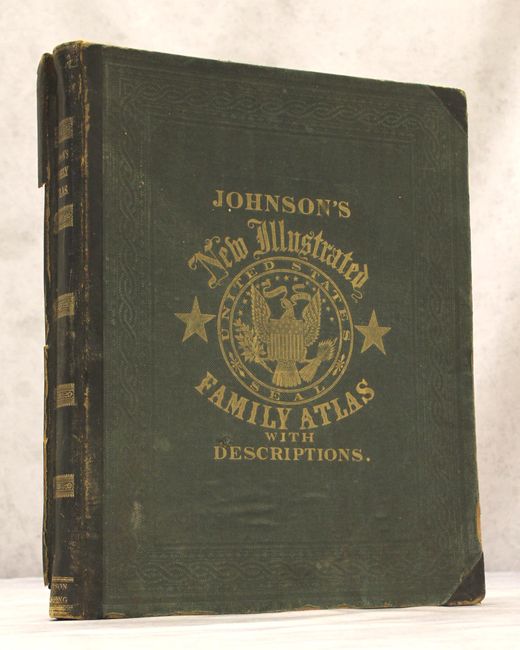 JOHNSON'S
New Illustrated
UNITED STATES
SEAL
FAMILY ATLAS
WITH
DESCRIPTIONS.